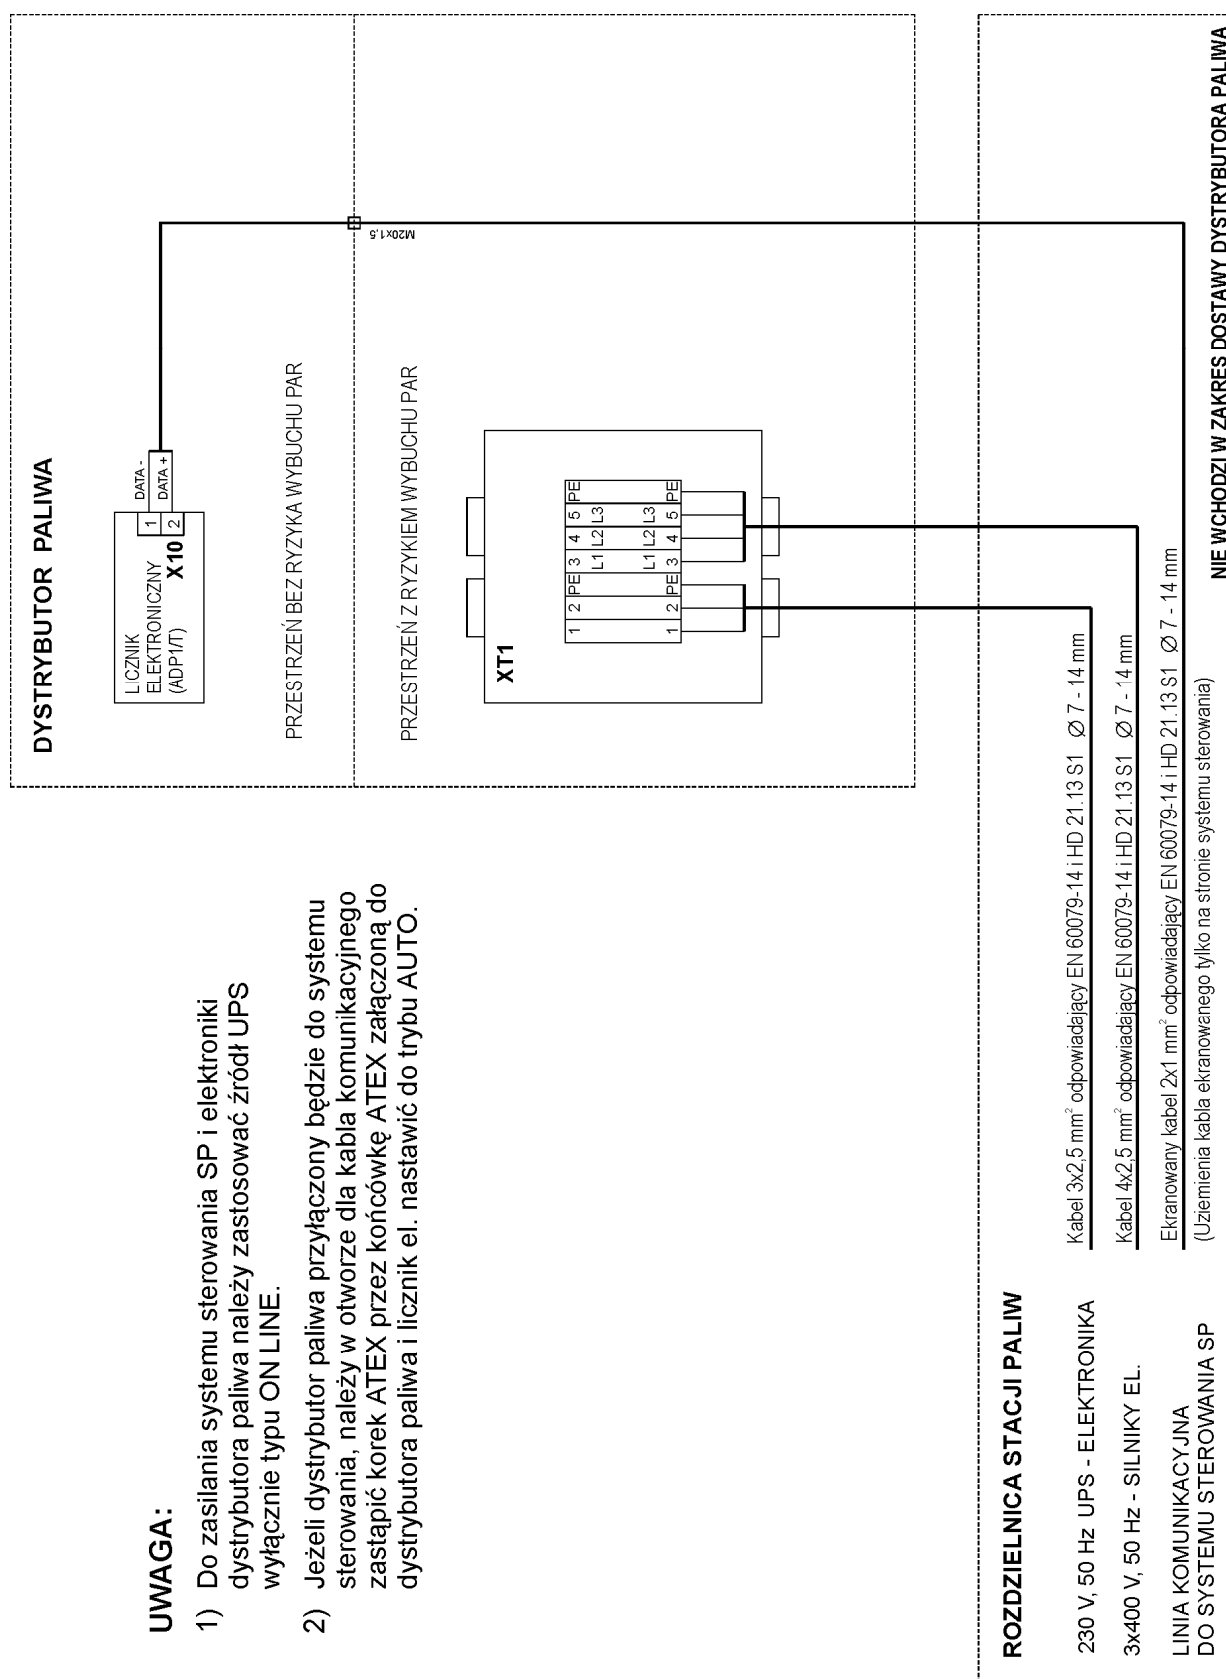 DYSTRYBUTOR PALIWA
LICZNIK
ELEKTRONICZNY
(ADP1/T)
X10
1
2
DATA -
DATA +
PRZESTRZEŃ BEZ RYZYKA WYBUCHU PAR
M20x1,5
PRZESTRZEŃ Z RYZYKIEM WYBUCHU PAR
XT1
1 2 PE 3 4 5 PE
L1 L2 L3
L1 L2 L3
1 2 PE 3 4 5 PE
UWAGA:
1) Do zasilania systemu sterowania SP i elektroniki
dystrybutora paliwa należy zastosować źródł UPS
wyłącznie typu ON LINE.
2) Jeżeli dystrybutor paliwa przyłączony będzie do systemu
sterowania, należy w otworze dla kabla komunikacyjnego
zastąpić korek ATEX przez końcówkę ATEX załączoną do
dystrybutora paliwa i licznik el. nastawić do trybu AUTO.
ROZDZIELNICA STACJI PALIW
230 V, 50 Hz UPS - ELEKTRONIKA
Kabel 3x2,5 mm² odpowiadający EN 60079-14 i HD 21.13 S1 Ø 7 - 14 mm
3x400 V, 50 Hz - SILNIKY EL.
Kabel 4x2,5 mm² odpowiadający EN 60079-14 i HD 21.13 S1 Ø 7 - 14 mm
LINIA KOMUNIKACYJNA
DO SYSTEMU STEROWANIA SP
Ekranowany kabel 2x1 mm² odpowiadający EN 60079-14 i HD 21.13 S1 Ø 7 - 14 mm
(Uziemienia kabla ekranowanego tylko na stronie systemu sterowania)
NIE WCHODZI W ZAKRES DOSTAWY DYSTRYBUTORA PALIWA